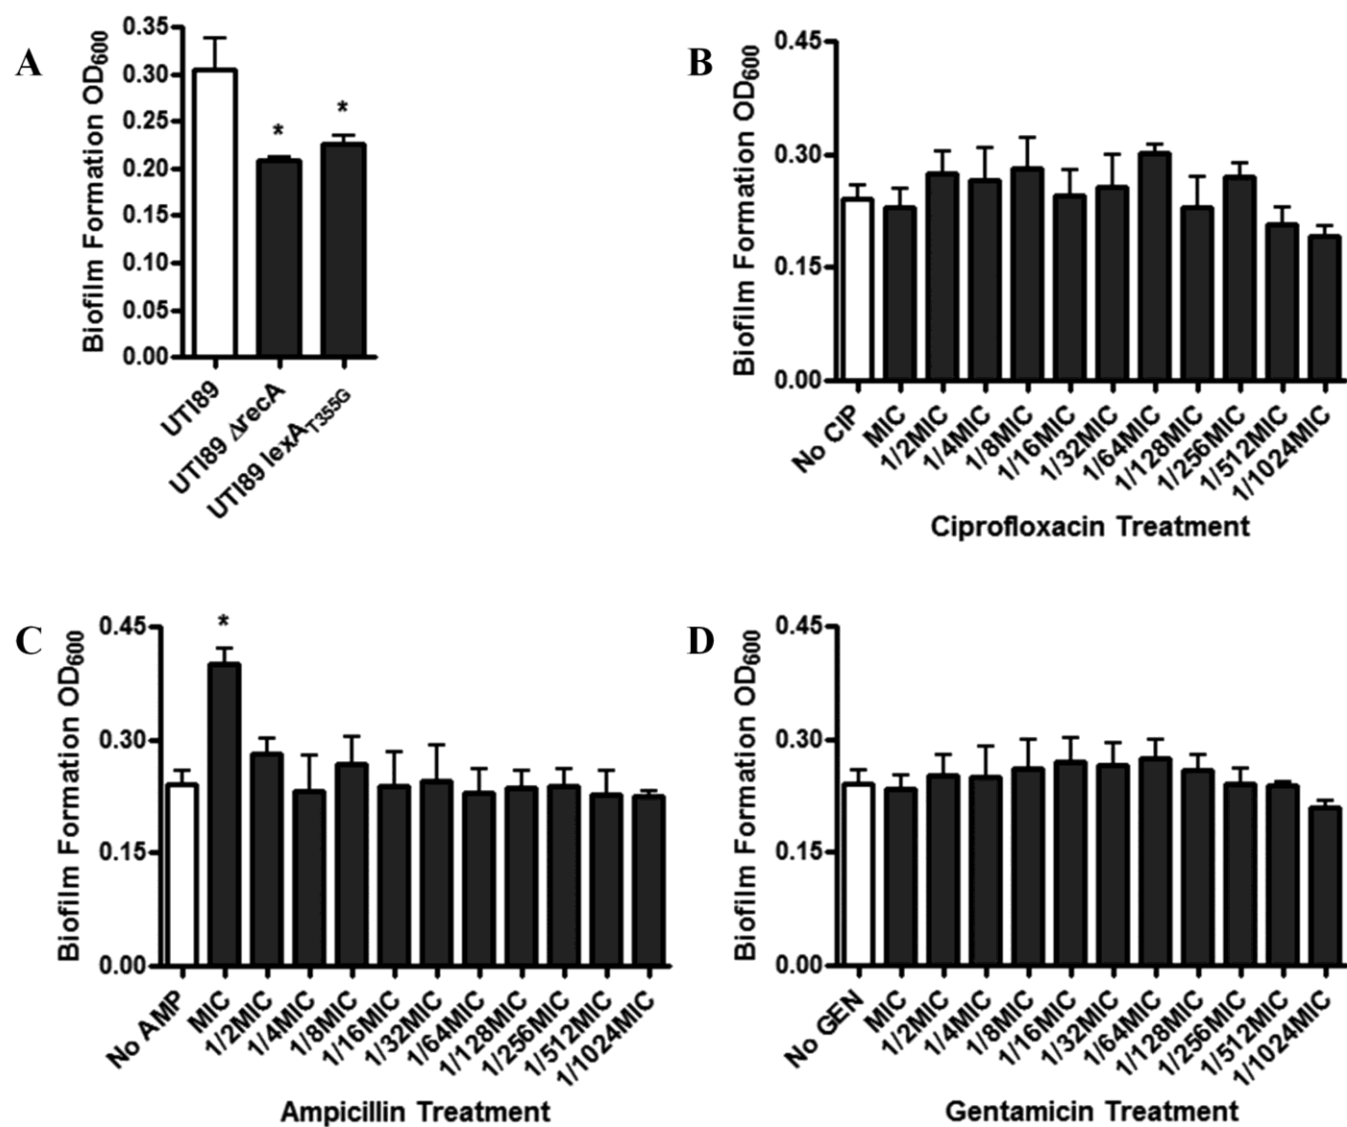 A
Biofilm Formation OD600
0.35
0.30
0.25
0.20
0.15
0.10
0.05
0.00
*
*
UTI89
UTI89 ΔrecA
UTI89 lexAT355G
B
Biofilm Formation OD600
0.45
0.30
0.15
0.00
No CIP
MIC
1/2MIC
1/4MIC
1/8MIC
1/16MIC
1/32MIC
1/64MIC
1/128MIC
1/256MIC
1/512MIC
1/1024MIC
Ciprofloxacin Treatment
C
Biofilm Formation OD600
0.45
0.30
0.15
0.00
*
No AMP
MIC
1/2MIC
1/4MIC
1/8MIC
1/16MIC
1/32MIC
1/64MIC
1/128MIC
1/256MIC
1/512MIC
1/1024MIC
Ampicillin Treatment
D
Biofilm Formation OD600
0.45
0.30
0.15
0.00
No GEN
MIC
1/2MIC
1/4MIC
1/8MIC
1/16MIC
1/32MIC
1/64MIC
1/128MIC
1/256MIC
1/512MIC
1/1024MIC
Gentamicin Treatment